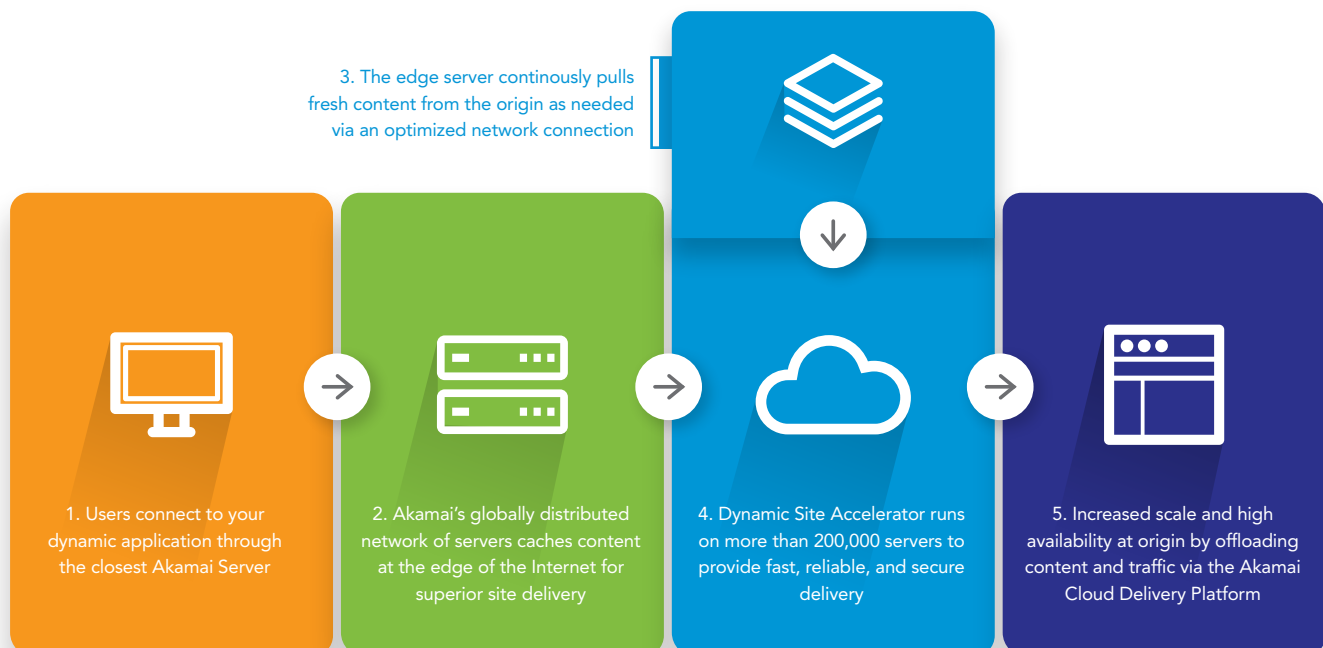 3. The edge server continously pulls
fresh content from the origin as needed
via an optimized network connection
1. Users connect to your
dynamic application through
the closest Akamai Server
2. Akamai’s globally distributed
network of servers caches content
at the edge of the Internet for
superior site delivery
4. Dynamic Site Accelerator runs
on more than 200,000 servers to
provide fast, reliable, and secure
delivery
5. Increased scale and high
availability at origin by offloading
content and traffic via the Akamai
Cloud Delivery Platform